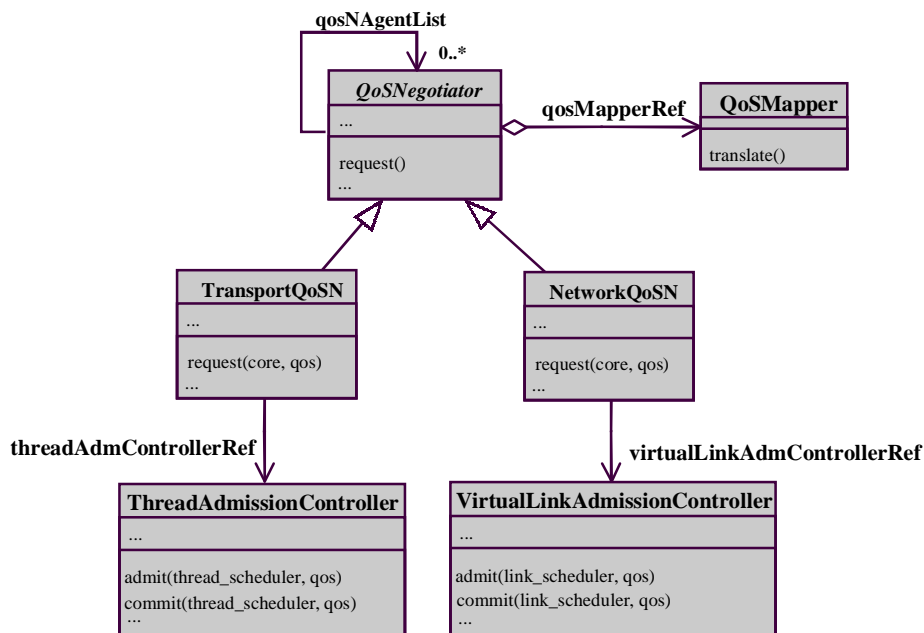 qosNAgentList
0..*
QoSNegotiator
...
request()
...
qosMapperRef
QoSMapper
translate()
TransportQoSN
...
request(core, qos)
...
NetworkQoSN
...
request(core, qos)
...
threadAdmControllerRef
virtualLinkAdmControllerRef
ThreadAdmissionController
...
admit(thread_scheduler, qos)
commit(thread_scheduler, qos)
...
VirtualLinkAdmissionController
...
admit(link_scheduler, qos)
commit(link_scheduler, qos)
...